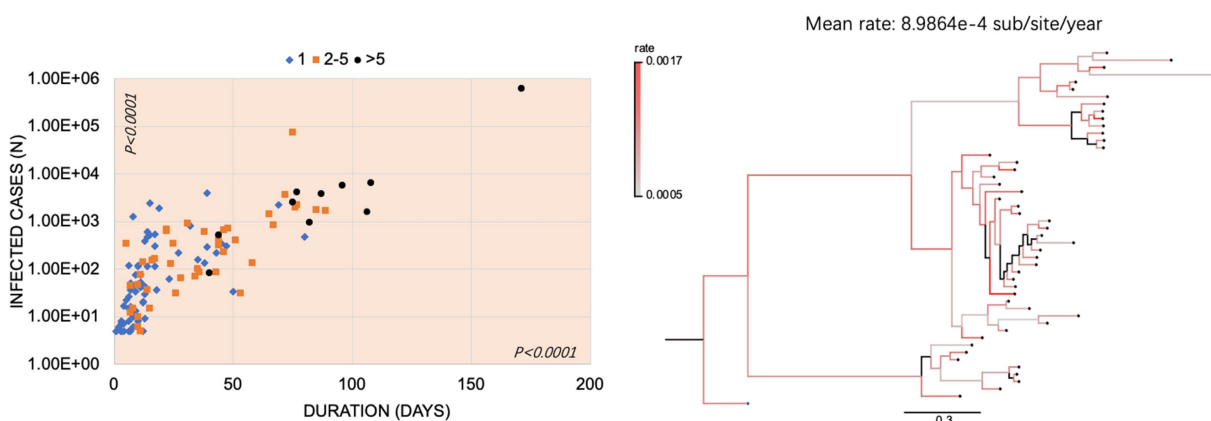 1 2-5 >5
1.00E+06
1.00E+05
1.00E+04
1.00E+03
1.00E+02
1.00E+01
1.00E+00
INFECTED CASES (N)
P<0.0001
P<0.0001
0 50 100 150 200
DURATION (DAYS)
Mean rate: 8.9864e-4 sub/site/year
rate
0.0017
0.0005
0.3